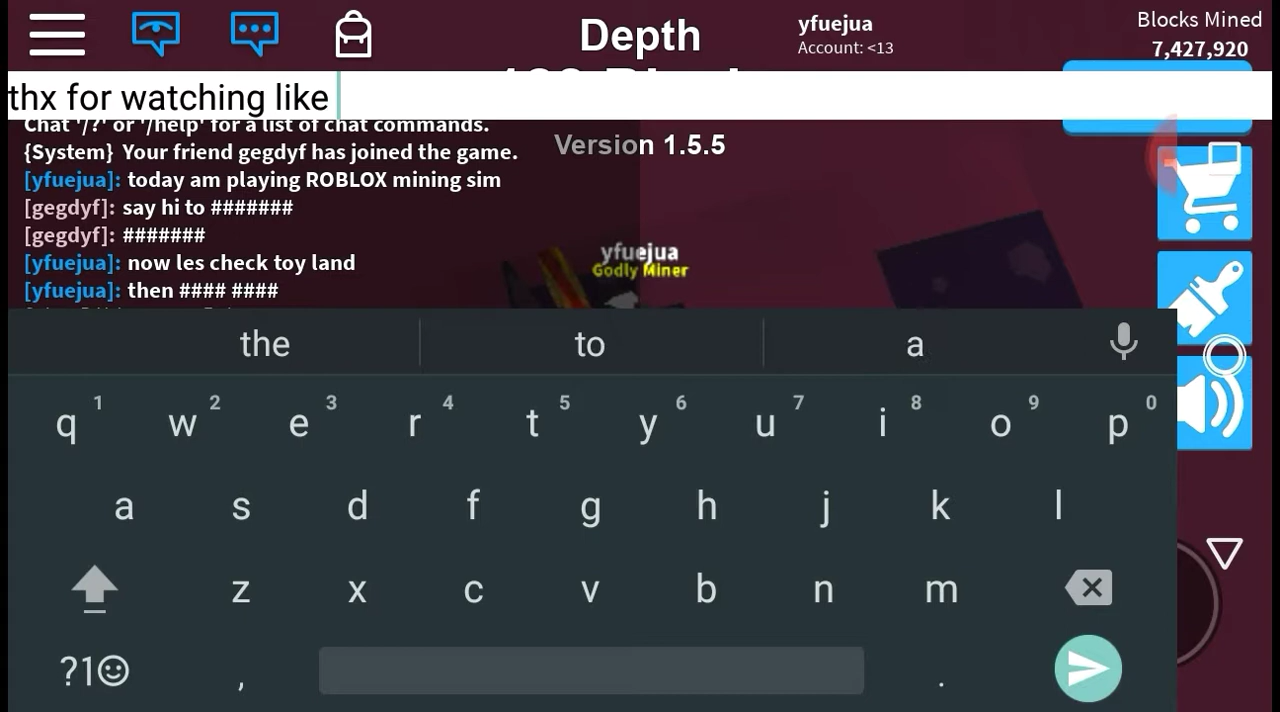 Depth
yfuejua
Account: <13
Blocks Mined
7,427,920
thx for watching like
Chat '/?' or '/help' for a list of chat commands.
{System} Your friend gegdyf has joined the game.
Version 1.5.5
[yfuejua]: today am playing ROBLOX mining sim
[gegdyf]: say hi to #######
[gegdyf]: #######
[yfuejua]: now les check toy land
[yfuejua]: then #### ####
yfuejua
Godly Miner
the to a
q 1 w 2 e 3 r 4 t 5 y 6 u 7 i 8 o 9 p 0
a s d f g h j k l
z x c v b n m
?1☺ , .